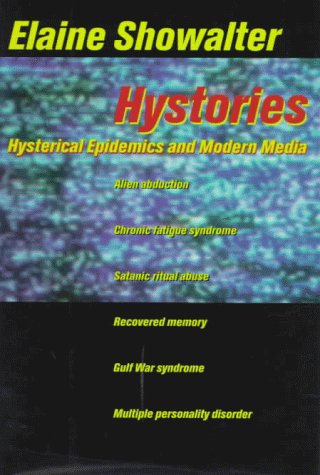 Elaine Showalter
Hystories
Hysterical Epidemics and Modern Media
Alien abduction
Chronic fatigue syndrome
Satanic ritual abuse
Recovered memory
Gulf War syndrome
Multiple personality disorder